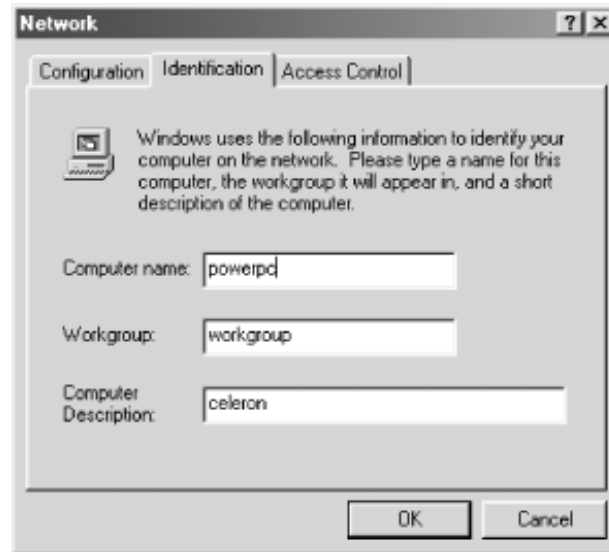 Network
Configuration Identification Access Control
Windows uses the following information to identify your
computer on the network. Please type a name for this
computer, the workgroup it will appear in, and a short
description of the computer.
Computer name: powerpc
Workgroup: workgroup
Computer
Description: celeron
OK Cancel